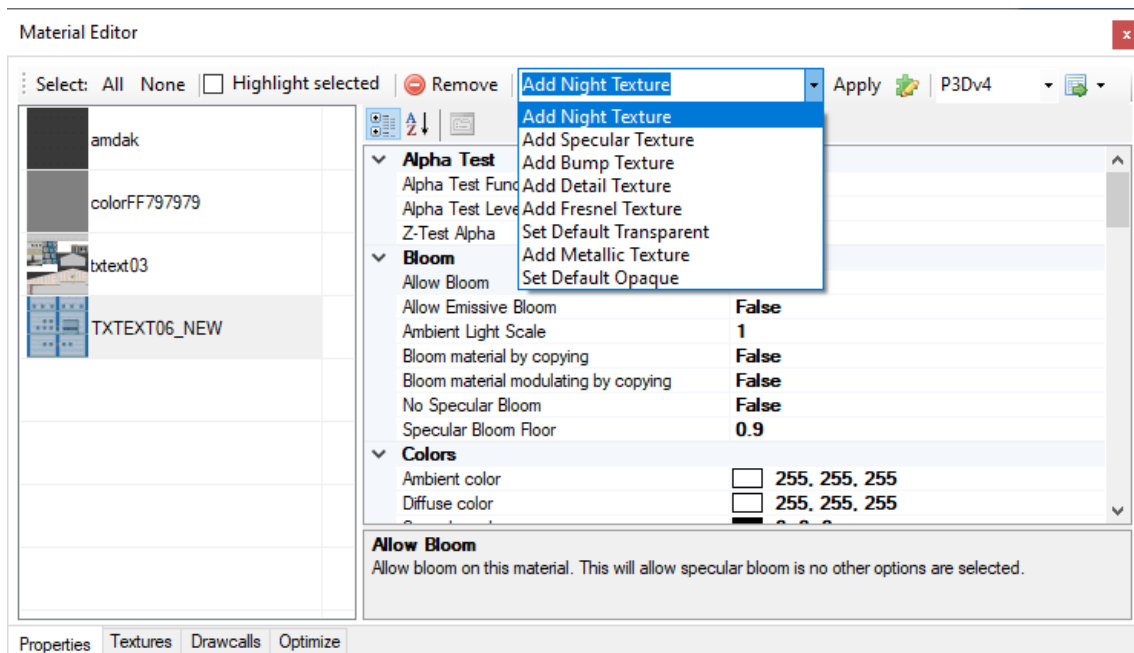 Material Editor
x
Select: All None Highlight selected Remove Add Night Texture Apply P3Dv4
amdak
colorFF797979
txtext03
TXTEXT06_NEW
Add Night Texture
Add Specular Texture
Add Bump Texture
Add Detail Texture
Add Fresnel Texture
Set Default Transparent
Add Metallic Texture
Set Default Opaque
Alpha Test
Alpha Test Func
Alpha Test Leve
Z-Test Alpha
Bloom
Allow Bloom
Allow Emissive Bloom False
Ambient Light Scale 1
Bloom material by copying False
Bloom material modulating by copying False
No Specular Bloom False
Specular Bloom Floor 0.9
Colors
Ambient color 255, 255, 255
Diffuse color 255, 255, 255
Allow Bloom
Allow bloom on this material. This will allow specular bloom is no other options are selected.
Properties Textures Drawcalls Optimize